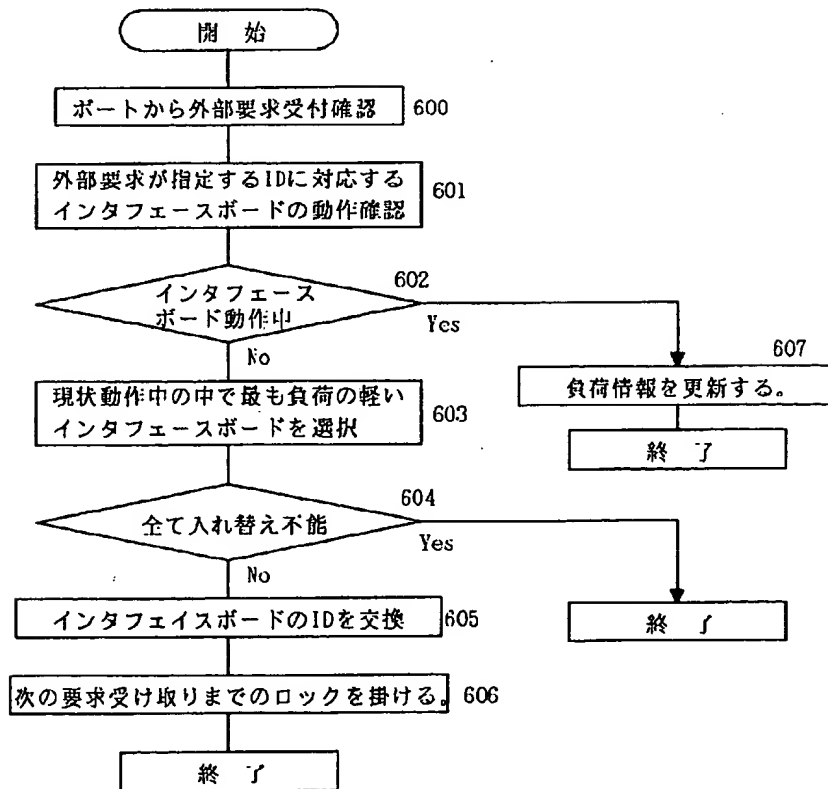 開 始
ボートから外部要求受付確認
600
外部要求が指定するIDに対応する
インタフェースボードの動作確認
601
602
インタフェース
ボード動作中
Yes
No
607
負荷情報を更新する。
終 了
現状動作中の中で最も負荷の軽い
インタフェースボードを選択
603
604
全て入れ替え不能
Yes
No
終 了
インタフェイスボードのIDを交換
605
次の要求受け取りまでのロックを掛ける。
606
終 了